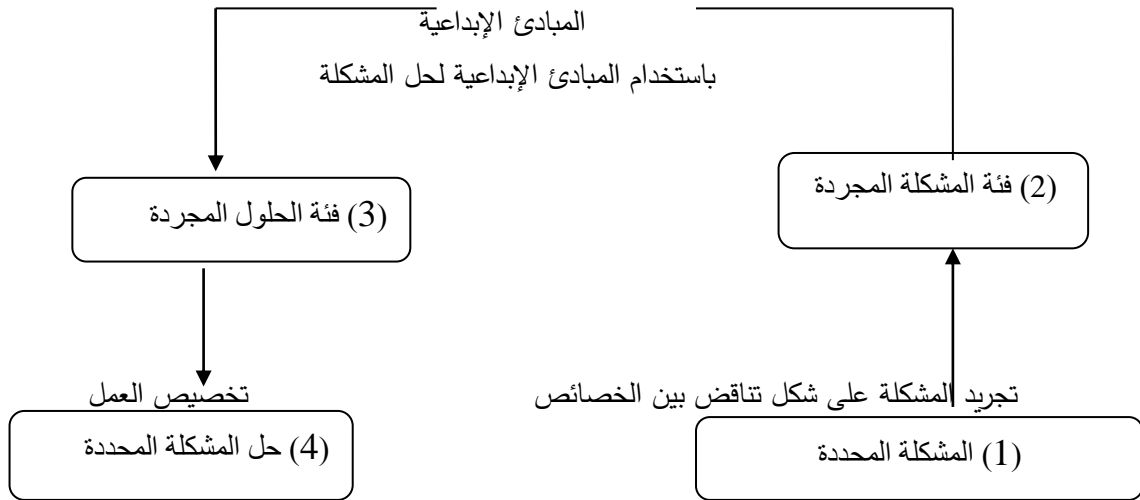 المبادئ الإبداعية
باستخدام المبادئ الإبداعية لحل المشكلة
(2) فئة المشكلة المجردة
(3) فئة الحلول المجردة
تجريد المشكلة على شكل تناقض بين الخصائص
تخصيص العمل
(1) المشكلة المحددة
(4) حل المشكلة المحددة